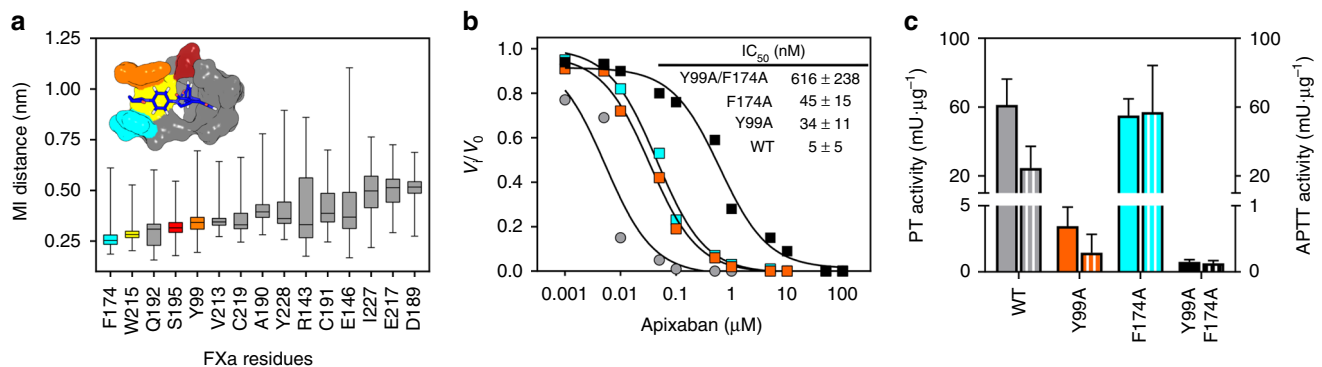 a
1.25
1.00
0.75
0.50
0.25
MI distance (nm)
F174
W215
Q192
S195
Y99
V213
C219
A190
Y228
R143
C191
E146
I227
E217
D189
FXa residues
b
1.0
0.8
0.6
0.4
0.2
0.0
Vi/V0
IC50 (nM)
Y99A/F174A 616 ± 238
F174A 45 ± 15
Y99A 34 ± 11
WT 5 ± 5
0.001 0.01 0.1 1 10 100
Apixaban (μM)
c
100
60
20
5
0
PT activity (mU·μg−1)
100
60
20
1
0
APTT activity (mU·μg−1)
WT
Y99A
F174A
Y99A
F174A